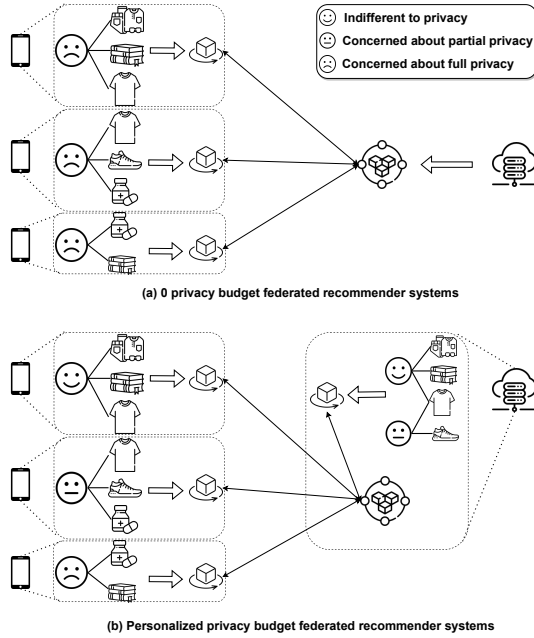 Indifferent to privacy
Concerned about partial privacy
Concerned about full privacy
(a) 0 privacy budget federated recommender systems
(b) Personalized privacy budget federated recommender systems